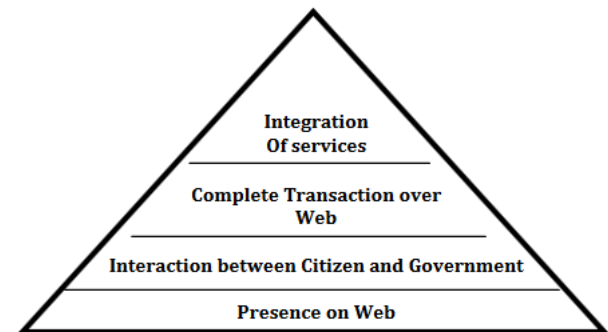 Integration
Of services
Complete Transaction over
Web
Interaction between Citizen and Government
Presence on Web